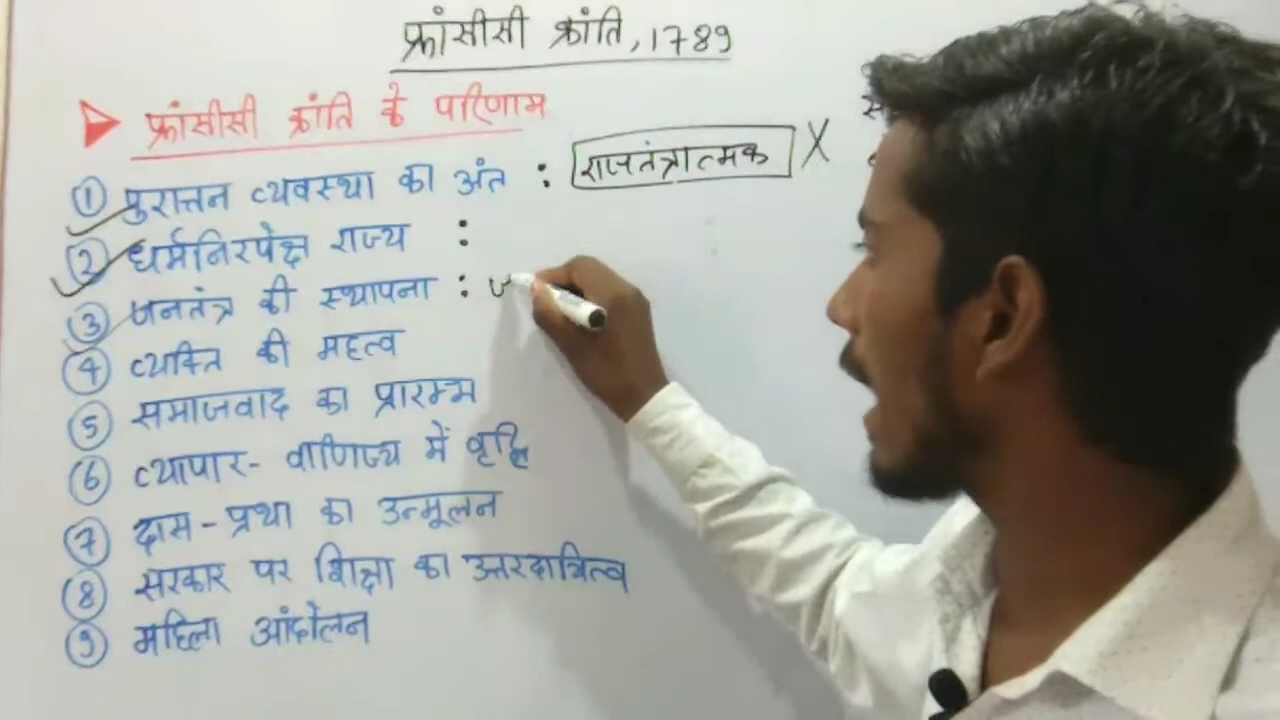 फ्रांसीसी क्रांति, 1789
फ्रांसीसी क्रांति के परिणाम
① पुरातन व्यवस्था का अंत : राजतंत्रात्मक X
② धर्मनिरपेक्ष राज्य :
③ जनतंत्र की स्थापना :
④ व्यक्ति की महत्व
⑤ समाजवाद का प्रारम्भ
⑥ व्यापार - वाणिज्य में वृद्धि
⑦ दास - प्रथा का उन्मूलन
⑧ सरकार पर शिक्षा का उत्तरदायित्व
⑨ महिला आंदोलन